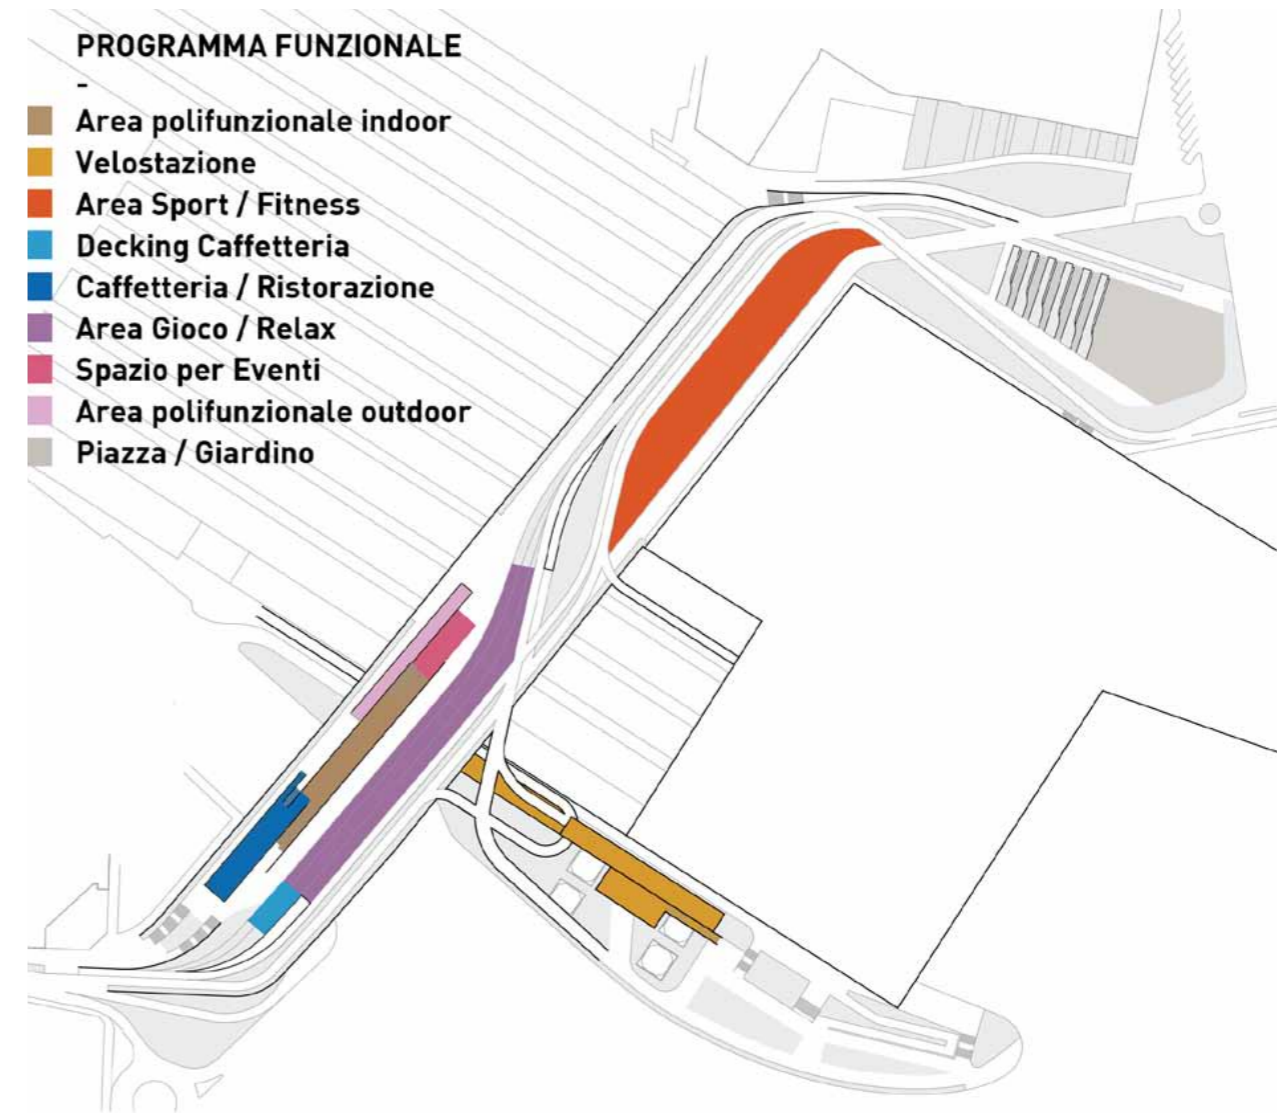 PROGRAMMA FUNZIONALE
-
Area polifunzionale indoor
Velostazione
Area Sport / Fitness
Decking Caffetteria
Caffetteria / Ristorazione
Area Gioco / Relax
Spazio per Eventi
Area polifunzionale outdoor
Piazza / Giardino